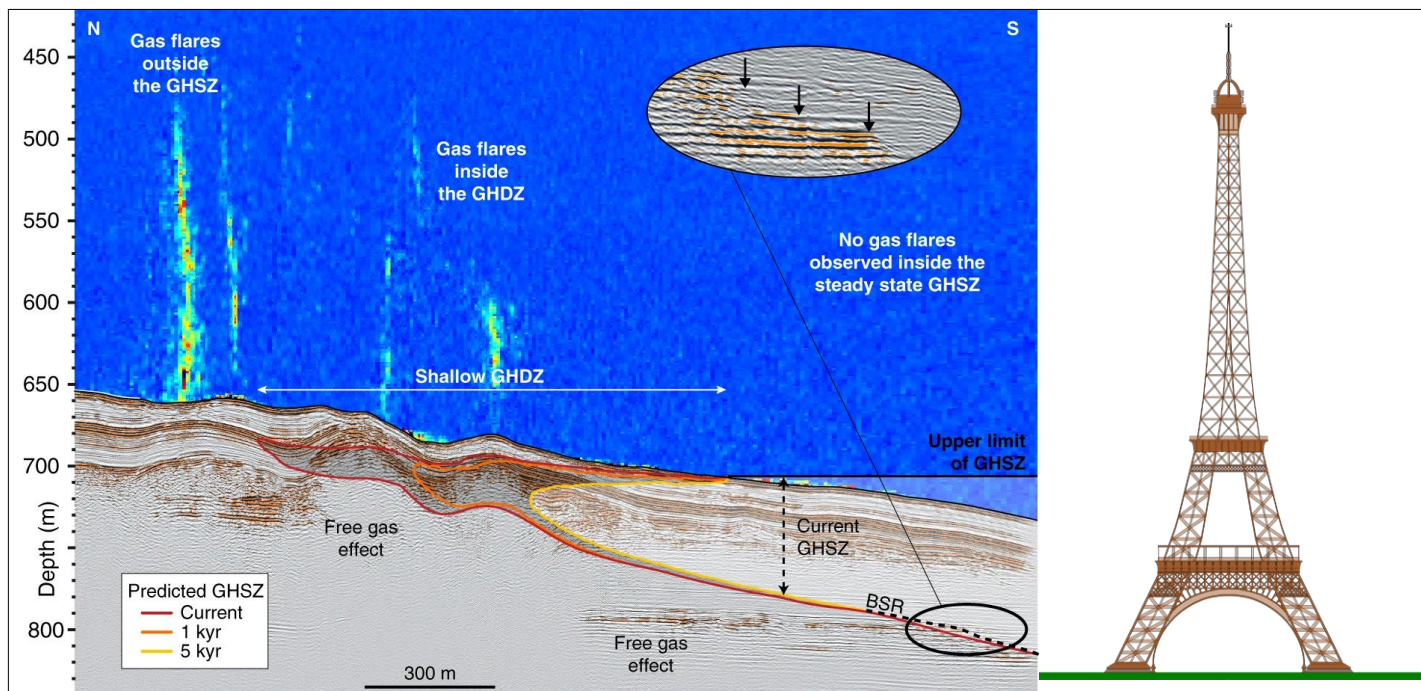 N
S
450
500
550
600
650
700
800
Depth (m)
Gas flares
outside
the GHSZ
Gas flares
inside
the GHDZ
No gas flares
observed inside the
steady state GHSZ
Shallow GHDZ
Upper limit
of GHSZ
Free gas
effect
Current
GHSZ
BSR
Free gas
effect
Predicted GHSZ
Current
1 kyr
5 kyr
300 m